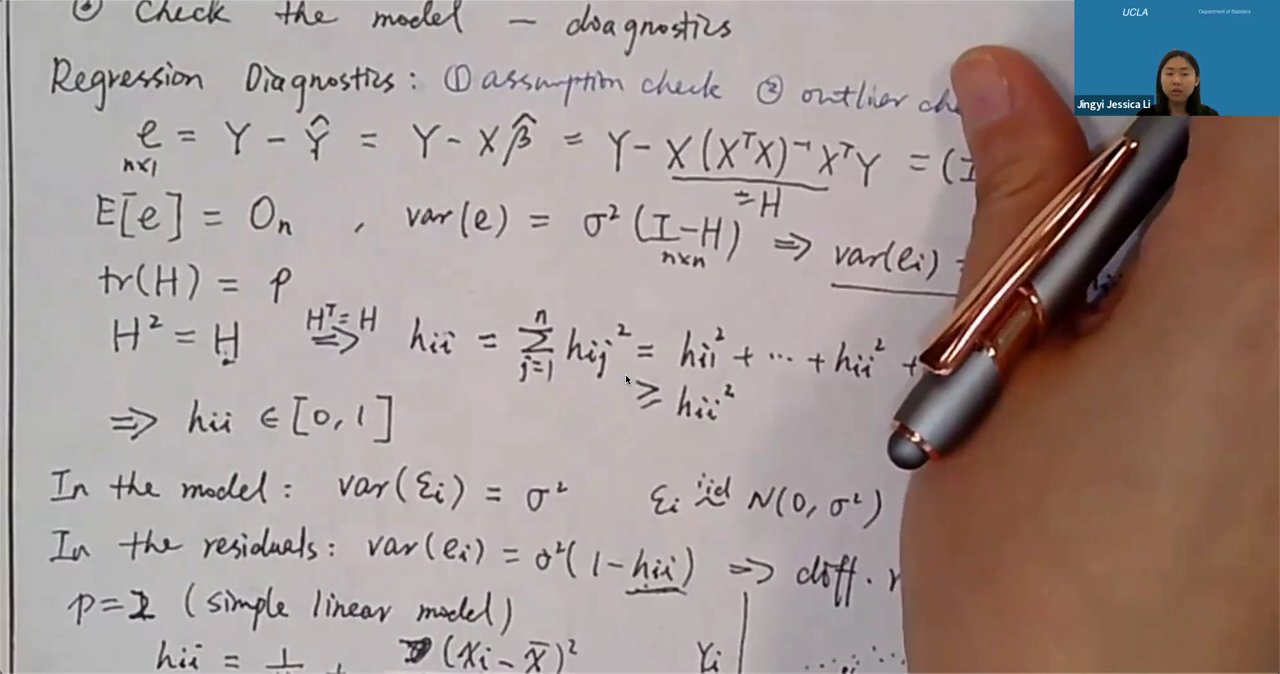 ② Check the model — diagnostics
Regression Diagnostics: ① assumption check ② outlier
e = Y - Ŷ = Y - Xβ̂ = Y - X(XᵀX)⁻¹XᵀY = (I
n×1
=H
E[e] = 0ₙ , var(e) = σ²(I-H) ⇒ var(eᵢ) =
n×n
tr(H) = p
H² = H Hᵀ=H ⇒ hᵢᵢ = Σⱼ₌₁ⁿ hᵢⱼ² = hᵢᵢ² + ⋯ + hᵢᵢ² +
≥ hᵢᵢ²
⇒ hᵢᵢ ∈ [0, 1]
In the model: var(εᵢ) = σ² εᵢ iid~ N(0, σ²)
In the residuals: var(eᵢ) = σ²(1-hᵢᵢ) ⇒ diff.
p=2 (simple linear model)
hᵢᵢ = 1 + (Xᵢ - X̄)² Yᵢ
UCLA
Department of Statistics
Jingyi Jessica Li